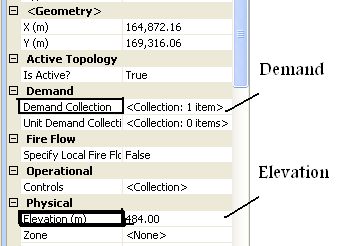 <Geometry>
X (m) 164,872.16
Y (m) 169,316.06
Active Topology
Is Active? True
Demand
Demand
Demand Collection <Collection: 1 item>
Unit Demand Collecti <Collection: 0 items>
Fire Flow
Specify Local Fire Flo False
Operational
Controls <Collection>
Elevation
Physical
Elevation (m) 484.00
Zone <None>